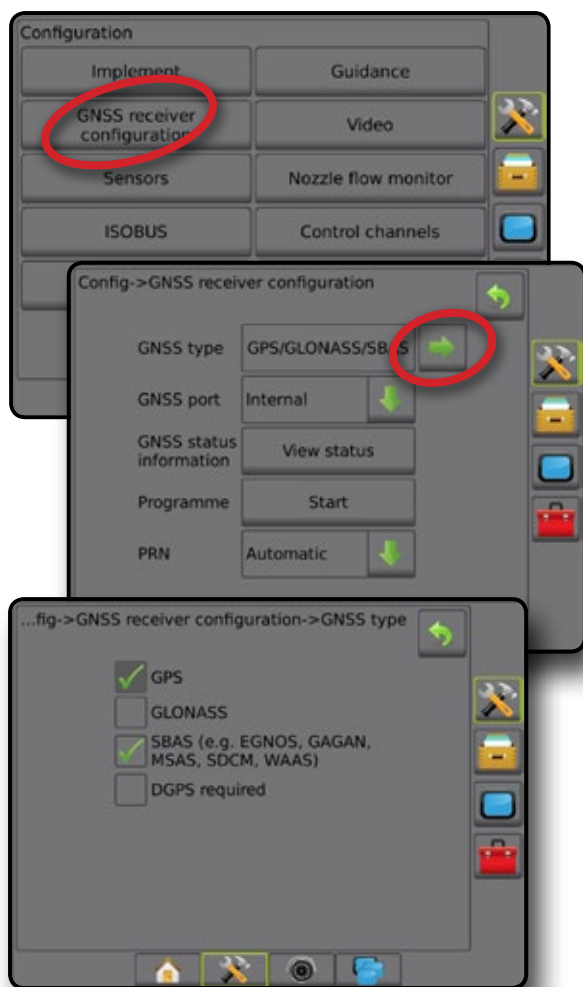 Configuration
Implement
Guidance
GNSS receiver
configuration
Video
Sensors
Nozzle flow monitor
ISOBUS
Control channels
Config->GNSS receiver configuration
GNSS type
GPS/GLONASS/SBAS
GNSS port
Internal
GNSS status
information
View status
Programme
Start
PRN
Automatic
...fig->GNSS receiver configuration->GNSS type
GPS
GLONASS
SBAS (e.g. EGNOS, GAGAN,
MSAS, SDCM, WAAS)
DGPS required